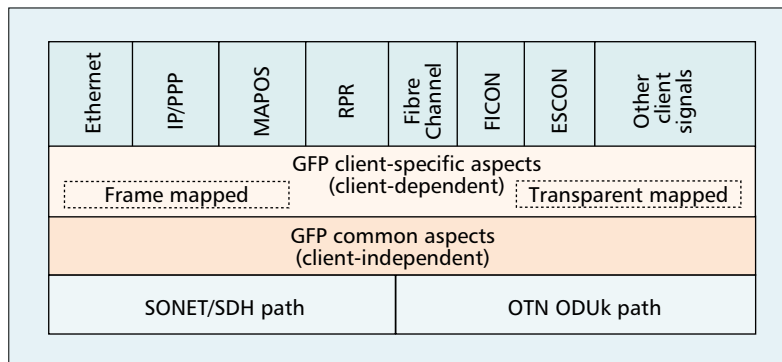 Ethernet
IP/PPP
MAPOS
RPR
Fibre
Channel
FICON
ESCON
Other
client
signals
GFP client-specific aspects
(client-dependent)
Frame mapped
Transparent mapped
GFP common aspects
(client-independent)
SONET/SDH path
OTN ODUk path